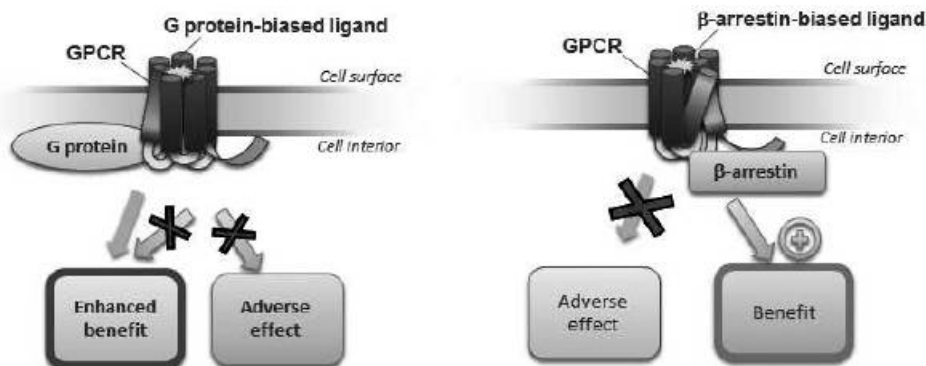 G protein-biased ligand
GPCR
Cell surface
G protein
Cell interior
Enhanced
benefit
Adverse
effect
β-arrestin-biased ligand
GPCR
Cell surface
Cell interior
β-arrestin
Adverse
effect
Benefit